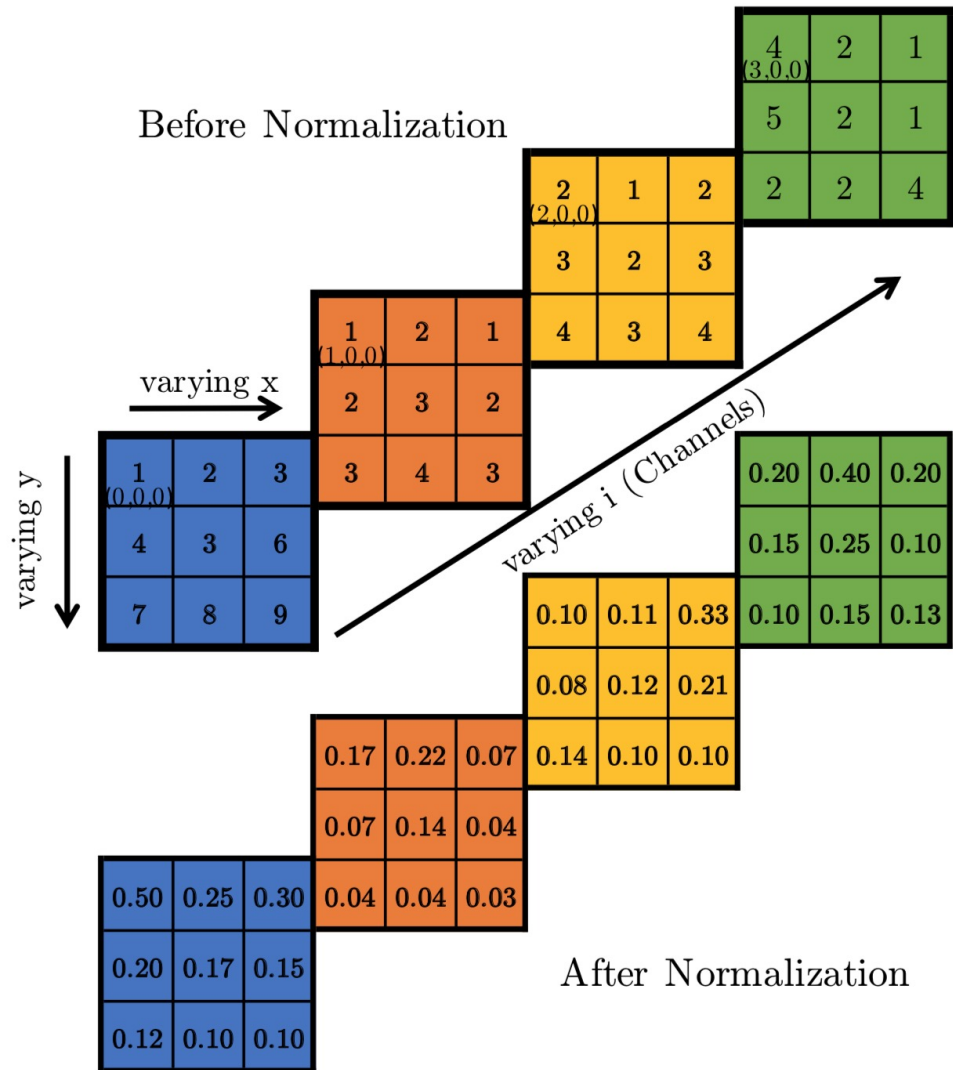 Before Normalization
4 2 1
(3,0,0)
5 2 1
2 2 4
2 1 2
(2,0,0)
3 2 3
4 3 4
1 2 1
(1,0,0)
2 3 2
3 4 3
varying x
varying y
1 2 3
(0,0,0)
4 3 6
7 8 9
varying i (Channels)
0.20 0.40 0.20
0.15 0.25 0.10
0.10 0.15 0.13
0.10 0.11 0.33
0.08 0.12 0.21
0.14 0.10 0.10
0.17 0.22 0.07
0.07 0.14 0.04
0.04 0.04 0.03
0.50 0.25 0.30
0.20 0.17 0.15
0.12 0.10 0.10
After Normalization